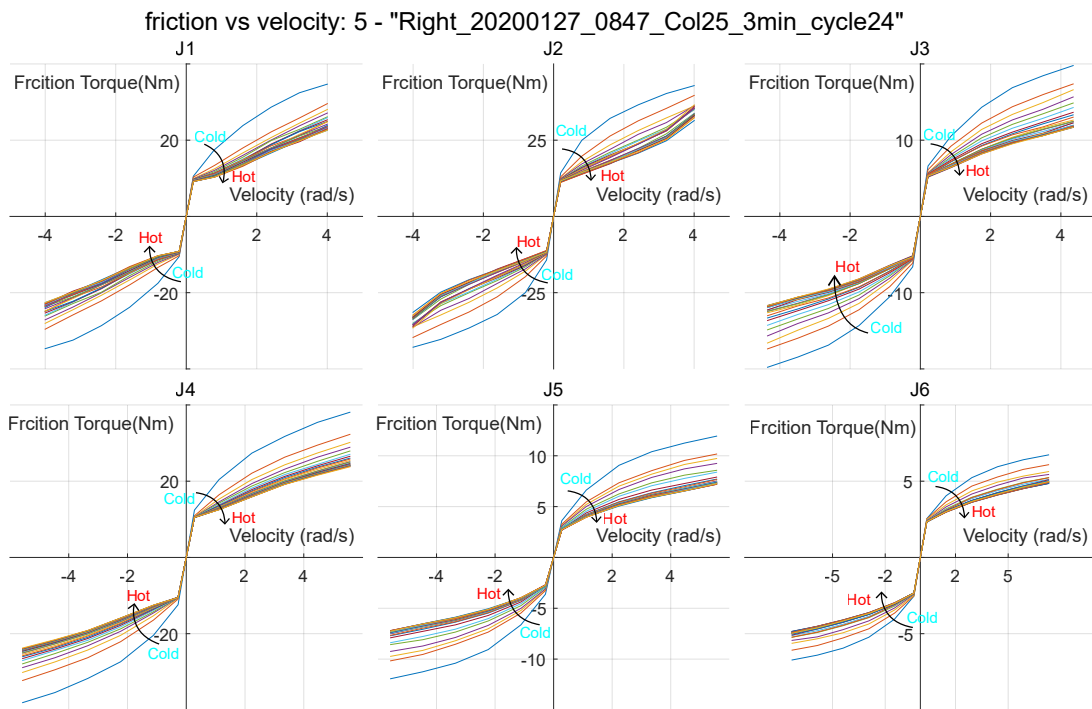 friction vs velocity: 5 - "Right_20200127_0847_Col25_3min_cycle24"
J1
Frcition Torque(Nm)
20
Cold
Hot
Velocity (rad/s)
-4 -2 2 4
Hot
Cold
-20
J2
Frcition Torque(Nm)
25
Cold
Hot
Velocity (rad/s)
-4 -2 2 4
Hot
Cold
-25
J3
Frcition Torque(Nm)
10
Cold
Hot
Velocity (rad/s)
-4 -2 2 4
Hot
-10
Cold
J4
Frcition Torque(Nm)
20
Cold
Hot
Velocity (rad/s)
-4 -2 2 4
Hot
-20
Cold
J5
Frcition Torque(Nm)
10
Cold
5
Hot
Velocity (rad/s)
-4 -2 2 4
Hot
-5
Cold
-10
J6
Frcition Torque(Nm)
5
Cold
Hot
Velocity (rad/s)
-5 -2 2 5
Hot
Cold
-5